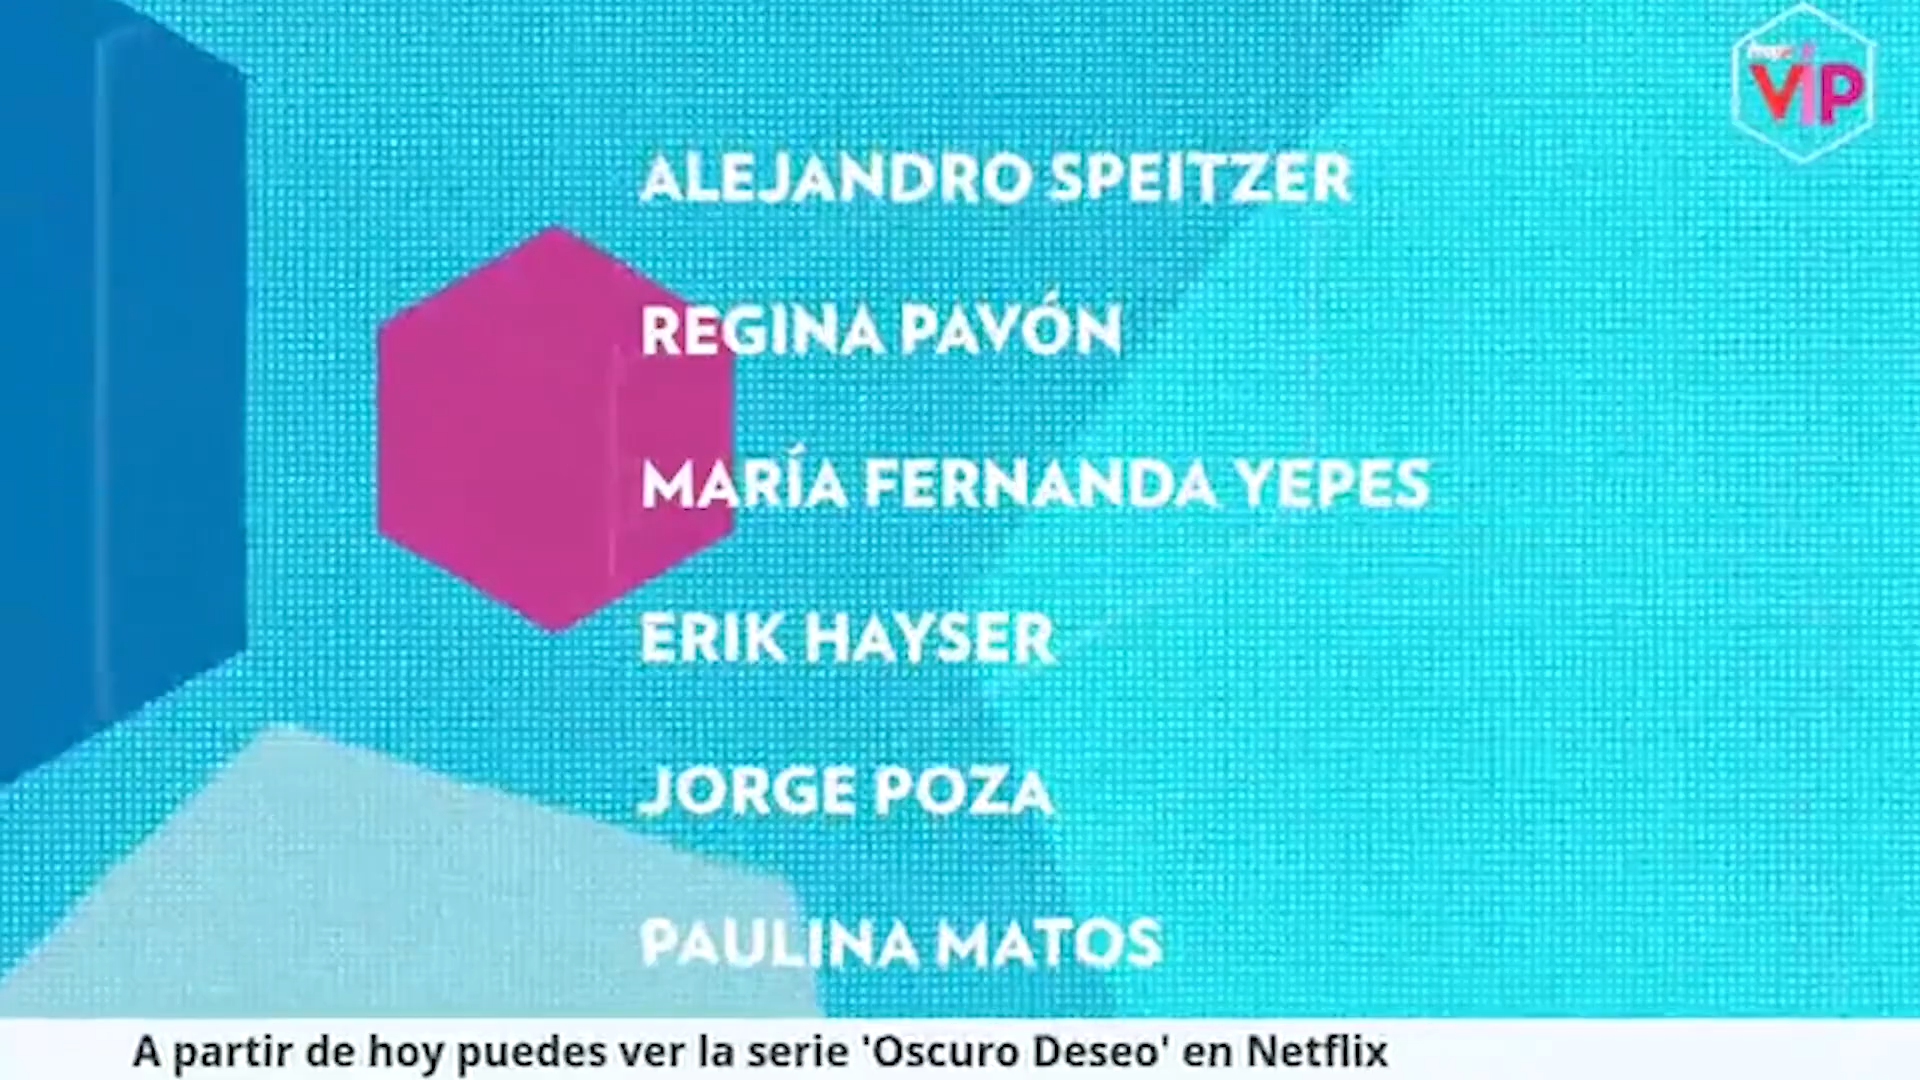 VIP
ALEJANDRO SPEITZER
REGINA PAVÓN
MARÍA FERNANDA YEPES
ERIK HAYSER
JORGE POZA
PAULINA MATOS
A partir de hoy puedes ver la serie 'Oscuro Deseo' en Netflix